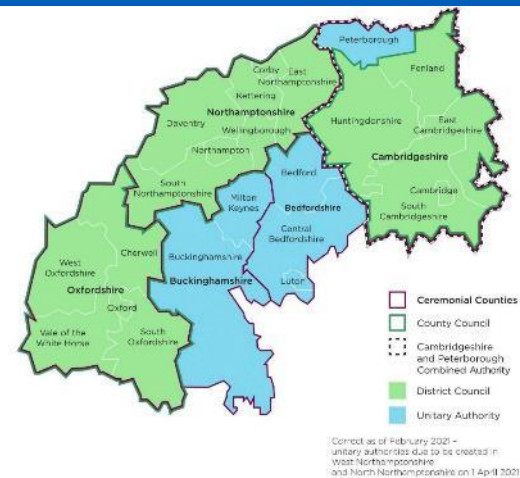 Peterborough
Fenland
Corby
East
Northamptonshire
Kettering
Northamptonshire
Huntingdonshire
East
Cambridgeshire
Daventry
Wellingborough
Cambridgeshire
Northampton
Bedford
Cambridge
South
Northamptonshire
Milton
Keynes
Bedfordshire
South
Cambridgeshire
Central
Bedfordshire
Cherwell
West
Oxfordshire
Buckinghamshire
Buckinghamshire
Luton
Oxfordshire
Oxford
Vale of the
White Horse
South
Oxfordshire
Ceremonial Counties
County Council
Cambridgeshire
and Peterborough
Combined Authority
District Council
Unitary Authority
Correct as of February 2021 –
unitary authorities due to be created in
West Northamptonshire
and North Northamptonshire on 1 April 2021